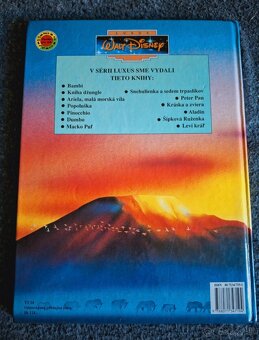 WALT DISNEY
V SÉRII LUXUS SME VYDALI
TIETO KNIHY:
Bambi
Kniha džungle
Ariela, malá morská víla
Popoluška
Pinocchio
Dumbo
Macko Puf
Snehulienka a sedem trpaslíkov
Peter Pan
Kráska a zviera
Aladin
Šípková Ruženka
Leví kráľ